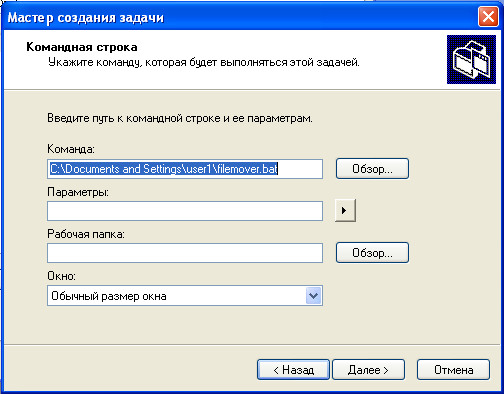 Мастер создания задачи
Командная строка
Укажите команду, которая будет выполняться этой задачей.
Введите путь к командной строке и ее параметрам.
Команда:
C:\Documents and Settings\user1\filemover.bat
Обзор...
Параметры:
Рабочая папка:
Обзор...
Окно:
Обычный размер окна
< Назад
Далее >
Отмена